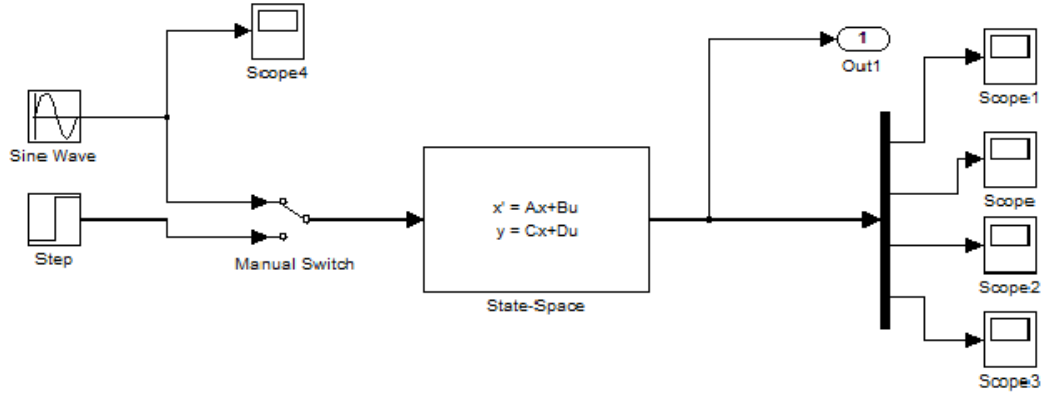 Scope4
1
Out1
Scope1
Sine Wave
Scope
x' = Ax+Bu
y = Cx+Du
Step
Manual Switch
State-Space
Scope2
Scope3